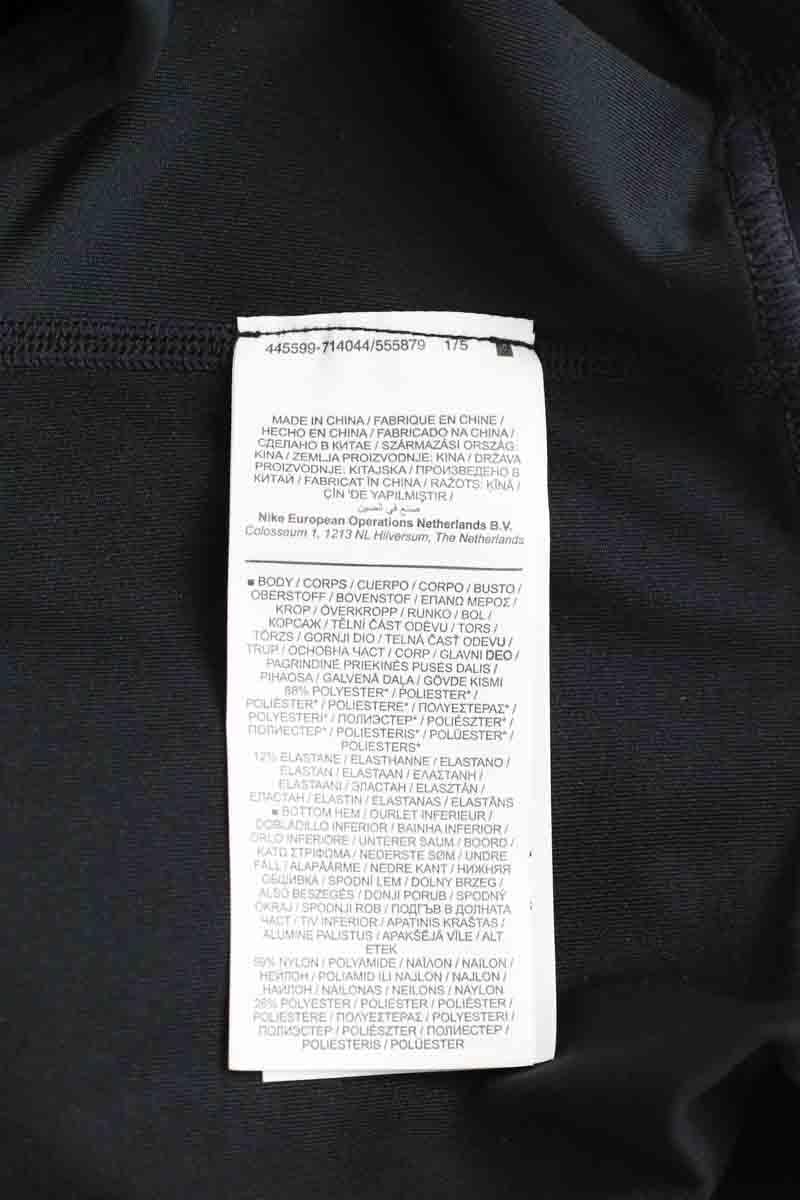 445599-714044/555879 1/5
MADE IN CHINA / FABRIQUE EN CHINE /
HECHO EN CHINA / FABRICADO NA CHINA /
СДЕЛАНО В КИТАЕ / SZÁRMAZÁSI ORSZÁG:
KÍNA / ZEMLJA PROIZVODNJE: KINA / DRŽAVA
PROIZVODNJE: KITAJSKA / ПРОИЗВЕДЕНО В
КИТАЙ / FABRICAT ÎN CHINA / RAŽOTS: ĶĪNĀ /
ÇİN 'DE YAPILMIŞTIR /
صنع في الصين
Nike European Operations Netherlands B.V.
Colosseum 1, 1213 NL Hilversum, The Netherlands
■ BODY / CORPS / CUERPO / CORPO / BUSTO /
OBERSTOFF / BOVENSTOF / ΕΠΑΝΩ ΜΕΡΟΣ /
KROP / ÖVERKROPP / RUNKO / BOL /
КОРСАЖ / TĚLNÍ ČÁST ODĚVU / TORS /
TÖRZS / GORNJI DIO / TELNÁ ČASŤ ODEVU /
TRUP / ОСНОВНА ЧАСТ / CORP / GLAVNI DEO /
PAGRINDINĖ PRIEKINĖS PUSĖS DALIS /
PIHAOSA / GALVENĀ DAĻA / GÖVDE KISMI
88% POLYESTER* / POLIESTER* /
POLIÉSTER* / POLIESTERE* / ΠΟΛΥΕΣΤΕΡΑΣ* /
POLYESTERI* / ПОЛИЭСТЕР* / POLIÉSZTER* /
ПОЛИЕСТЕР* / POLIESTERIS* / POLÜESTER* /
POLIESTERS*
12% ELASTANE / ELASTHANNE / ELASTANO /
ELASTAN / ELASTAAN / ΕΛΑΣΤΑΝΗ /
ELASTAANI / ЭЛАСТАН / ELASZTÁN /
ЕЛАСТАН / ELASTIN / ELASTANAS / ELASTĀNS
■ BOTTOM HEM / OURLET INFERIEUR /
DOBLADILLO INFERIOR / BAINHA INFERIOR /
ORLO INFERIORE / UNTERER SAUM / BOORD /
ΚΑΤΩ ΣΤΡΙΦΩΜΑ / NEDERSTE SØM / UNDRE
FÅLL / ALAPÄÄRME / NEDRE KANT / НИЖНЯЯ
ОБШИВКА / SPODNÍ LEM / DOLNY BRZEG /
ALSÓ BESZEGÉS / DONJI PORUB / SPODNÝ
OKRAJ / SPODNJI ROB / ПОДГЪВ В ДОЛНАТА
ЧАСТ / TIV INFERIOR / APATINIS KRAŠTAS /
ALUMINE PALISTUS / APAKŠĒJĀ VĪLE / ALT
ETEK
NYLON / POLYAMIDE / ΝΑΪΛΟΝ / NAILON /
НЕЙЛОН / POLIAMID ILI NAJLON / NAJLON /
НАЙЛОН / NAILONAS / NEILONS / NAYLON
26% POLYESTER / POLIESTER / POLIÉSTER /
POLIESTERE / ΠΟΛΥΕΣΤΕΡΑΣ / POLYESTERI /
ПОЛИЭСТЕР / POLIÉSZTER / ПОЛИЕСТЕР /
POLIESTERIS / POLÜESTER